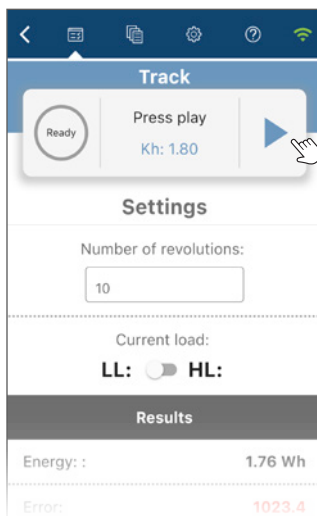 Track
Ready
Press play
Kh: 1.80
Settings
Number of revolutions:
10
Current load:
LL: HL:
Results
Energy: : 1.76 Wh
Error: 1023.4